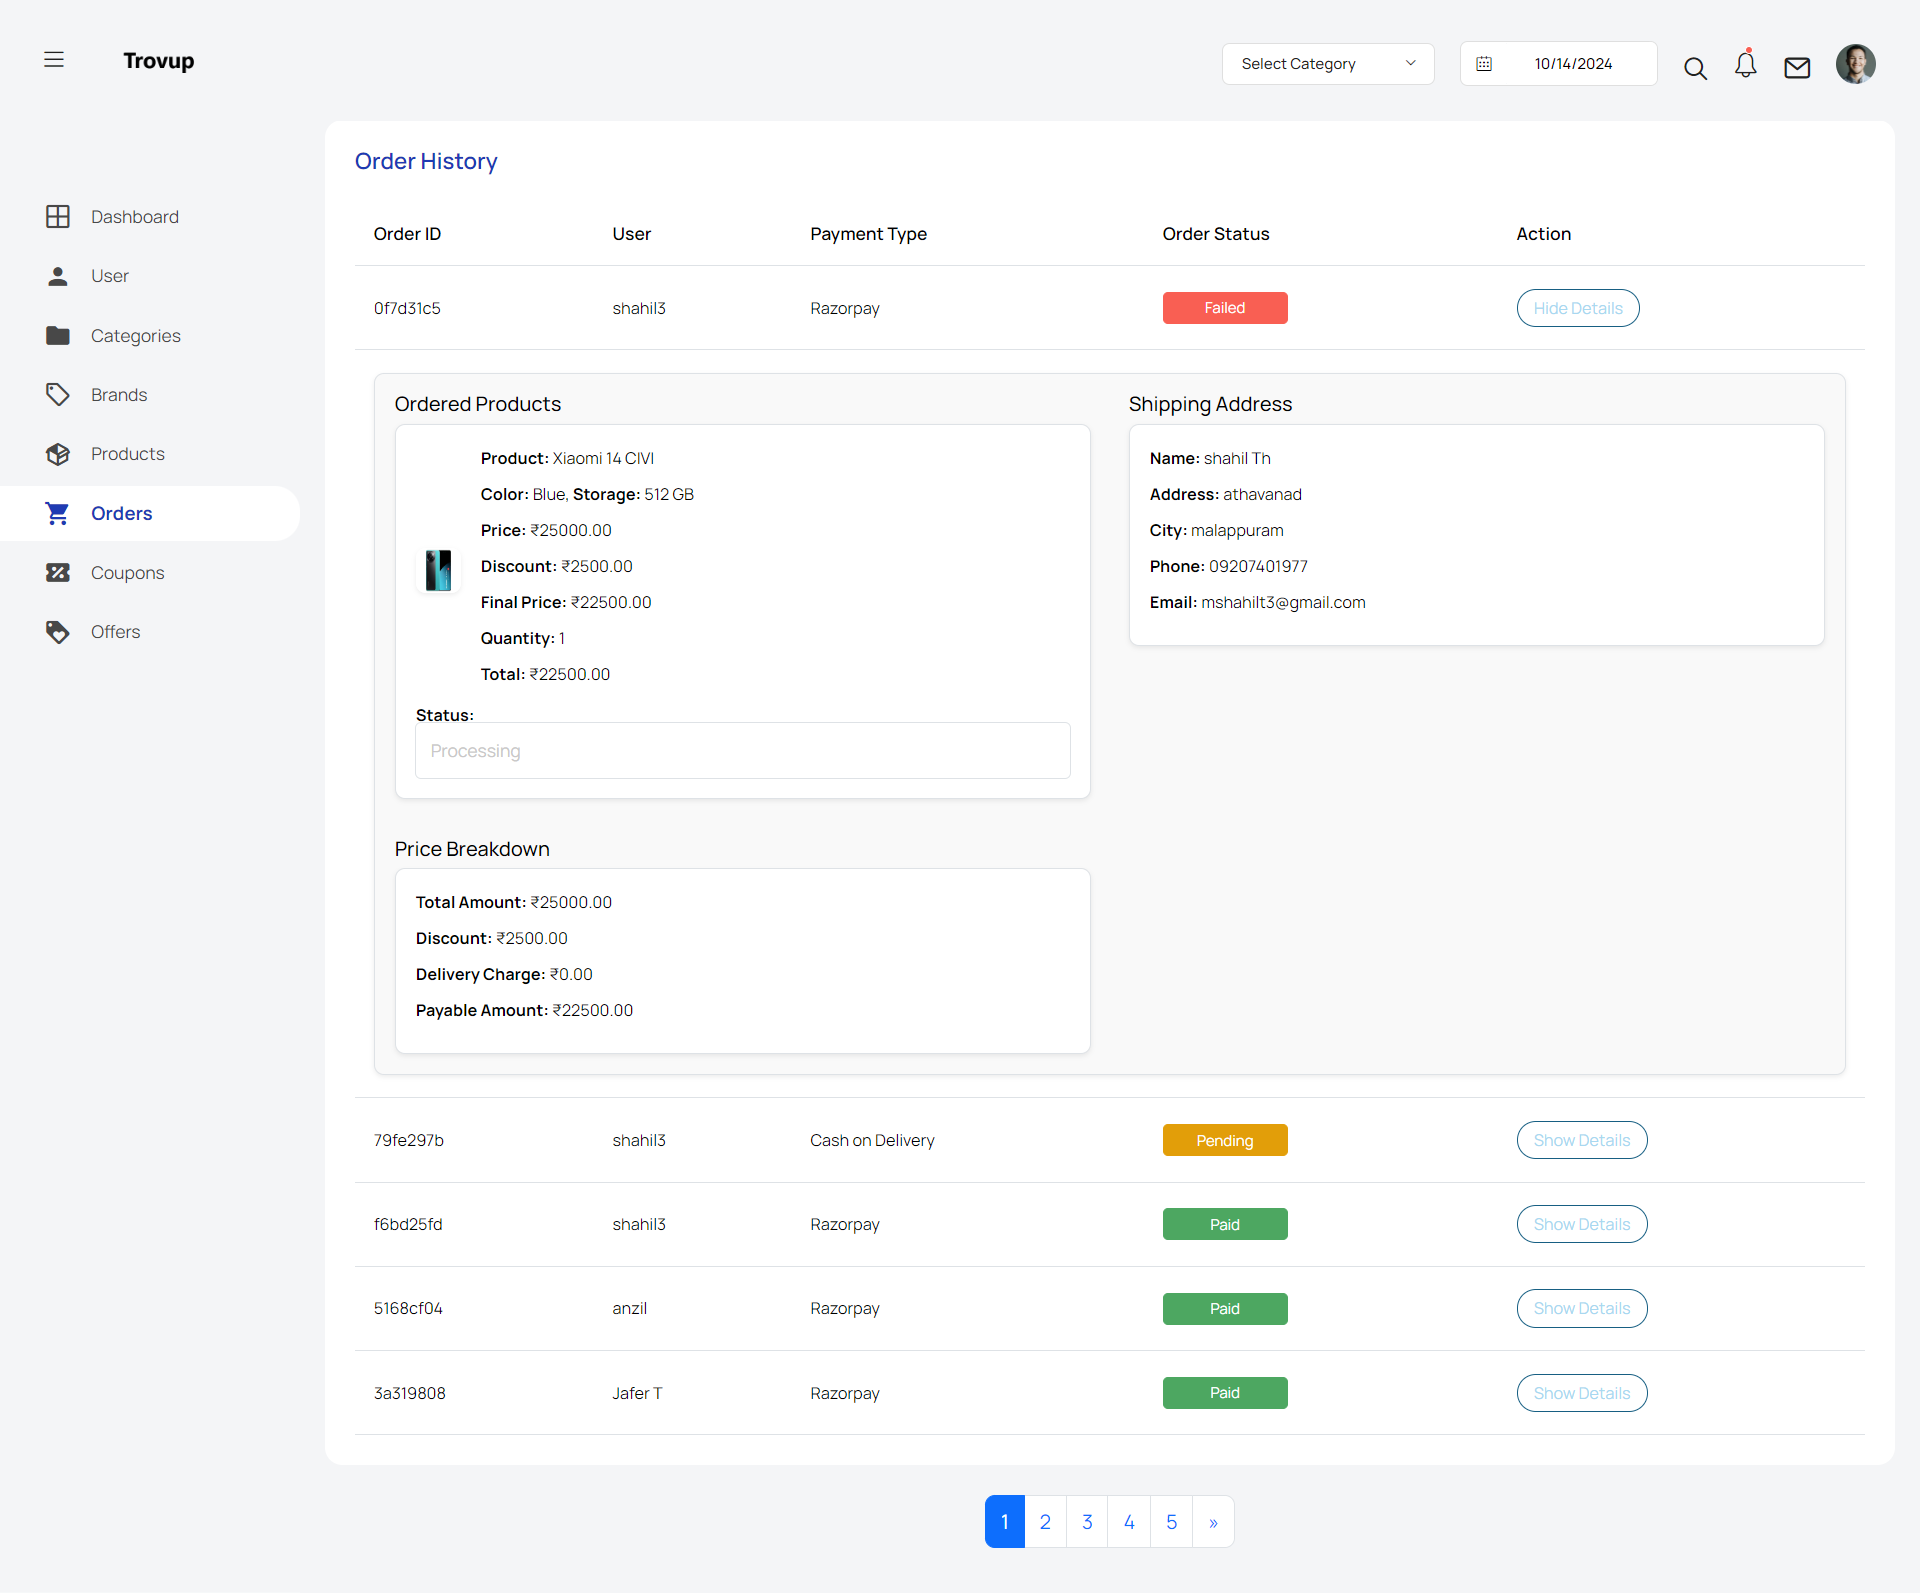 Trovup
Select Category
10/14/2024
Dashboard
User
Categories
Brands
Products
Orders
Coupons
Offers
Order History
Order ID User Payment Type Order Status Action
0f7d31c5 shahil3 Razorpay Failed Hide Details
Ordered Products
Product: Xiaomi 14 CIVI
Color: Blue, Storage: 512 GB
Price: ₹25000.00
Discount: ₹2500.00
Final Price: ₹22500.00
Quantity: 1
Total: ₹22500.00
Status:
Processing
Shipping Address
Name: shahil Th
Address: athavanad
City: malappuram
Phone: 09207401977
Email: mshahilt3@gmail.com
Price Breakdown
Total Amount: ₹25000.00
Discount: ₹2500.00
Delivery Charge: ₹0.00
Payable Amount: ₹22500.00
79fe297b shahil3 Cash on Delivery Pending Show Details
f6bd25fd shahil3 Razorpay Paid Show Details
5168cf04 anzil Razorpay Paid Show Details
3a319808 Jafer T Razorpay Paid Show Details
1 2 3 4 5 »